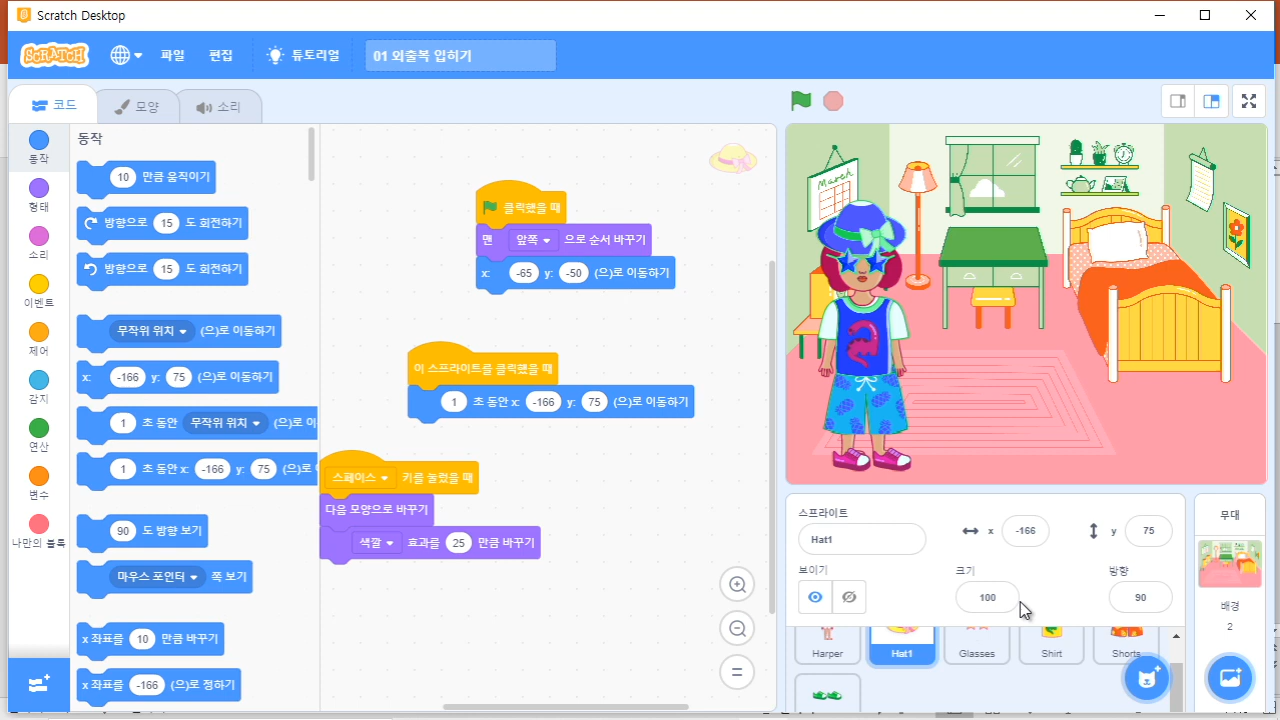 Scratch Desktop
SCRATCH
파일
편집
튜토리얼
01 외출복 입히기
코드
모양
소리
동작
형태
소리
이벤트
제어
감지
연산
변수
나만의 블록
동작
10 만큼 움직이기
방향으로 15 도 회전하기
방향으로 15 도 회전하기
무작위 위치 (으)로 이동하기
x: -166 y: 75 (으)로 이동하기
1 초 동안 무작위 위치 (으)로 이
1 초 동안 x: -166 y: 75 (으)로
90 도 방향 보기
마우스 포인터 쪽 보기
x 좌표를 10 만큼 바꾸기
x 좌표를 -166 (으)로 정하기
클릭했을 때
맨 앞쪽 으로 순서 바꾸기
x: -65 y: -50 (으)로 이동하기
이 스프라이트를 클릭했을 때
1 초 동안 x: -166 y: 75 (으)로 이동하기
스페이스 키를 눌렀을 때
다음 모양으로 바꾸기
색깔 효과를 25 만큼 바꾸기
March
스프라이트
Hat1
x -166
y 75
보이기
크기
100
방향
90
Harper
Hat1
Glasses
Shirt
Shorts
무대
배경
2